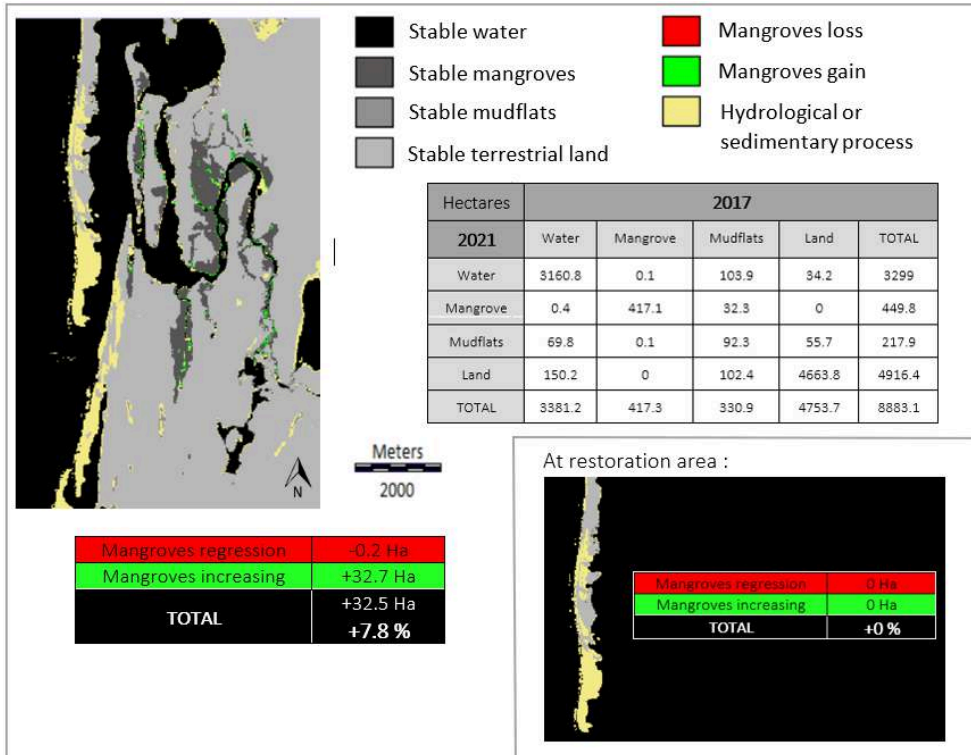 Stable water
Mangroves loss
Stable mangroves
Mangroves gain
Stable mudflats
Hydrological or
sedimentary process
Stable terrestrial land
Hectares 2017
2021 Water Mangrove Mudflats Land TOTAL
Water 3160.8 0.1 103.9 34.2 3299
Mangrove 0.4 417.1 32.3 0 449.8
Mudflats 69.8 0.1 92.3 55.7 217.9
Land 150.2 0 102.4 4663.8 4916.4
TOTAL 3381.2 417.3 330.9 4753.7 8883.1
N
Meters
2000
Mangroves regression -0.2 Ha
Mangroves increasing +32.7 Ha
TOTAL +32.5 Ha
+7.8 %
At restoration area :
Mangroves regression 0 Ha
Mangroves increasing 0 Ha
TOTAL +0 %